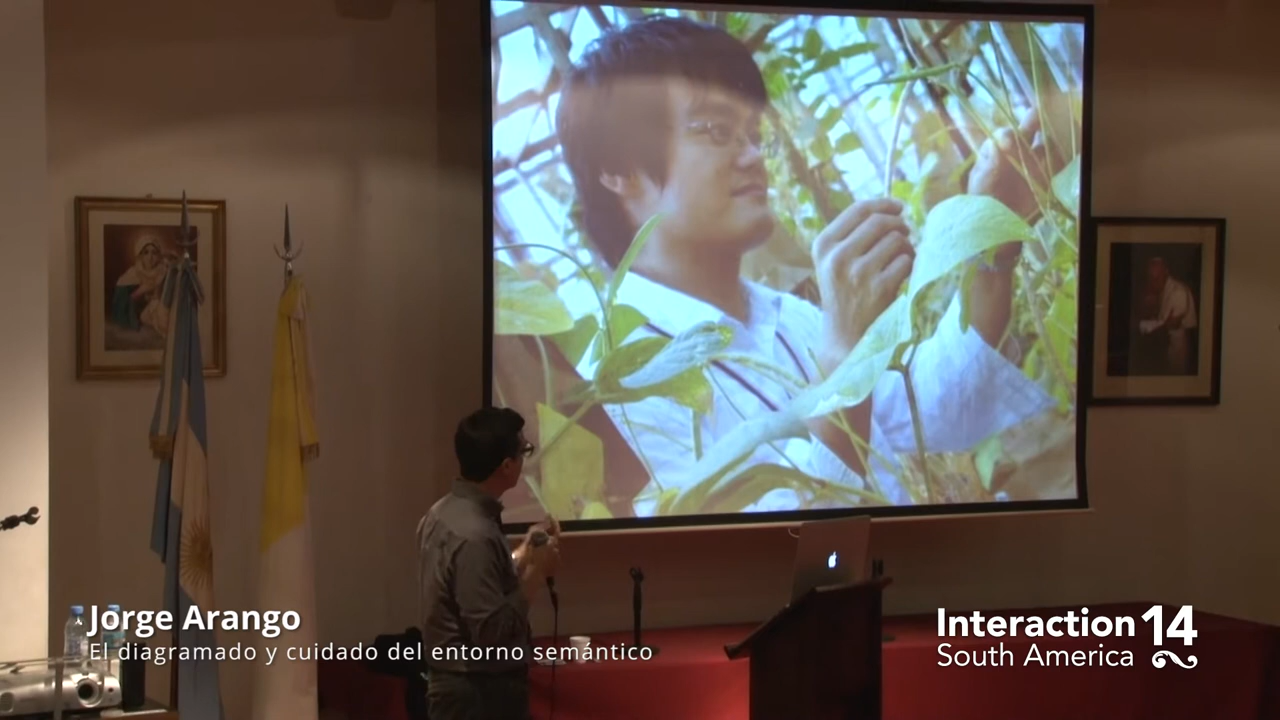 Jorge Arango
El diagramado y cuidado del entorno semántico
Interaction 14
South America